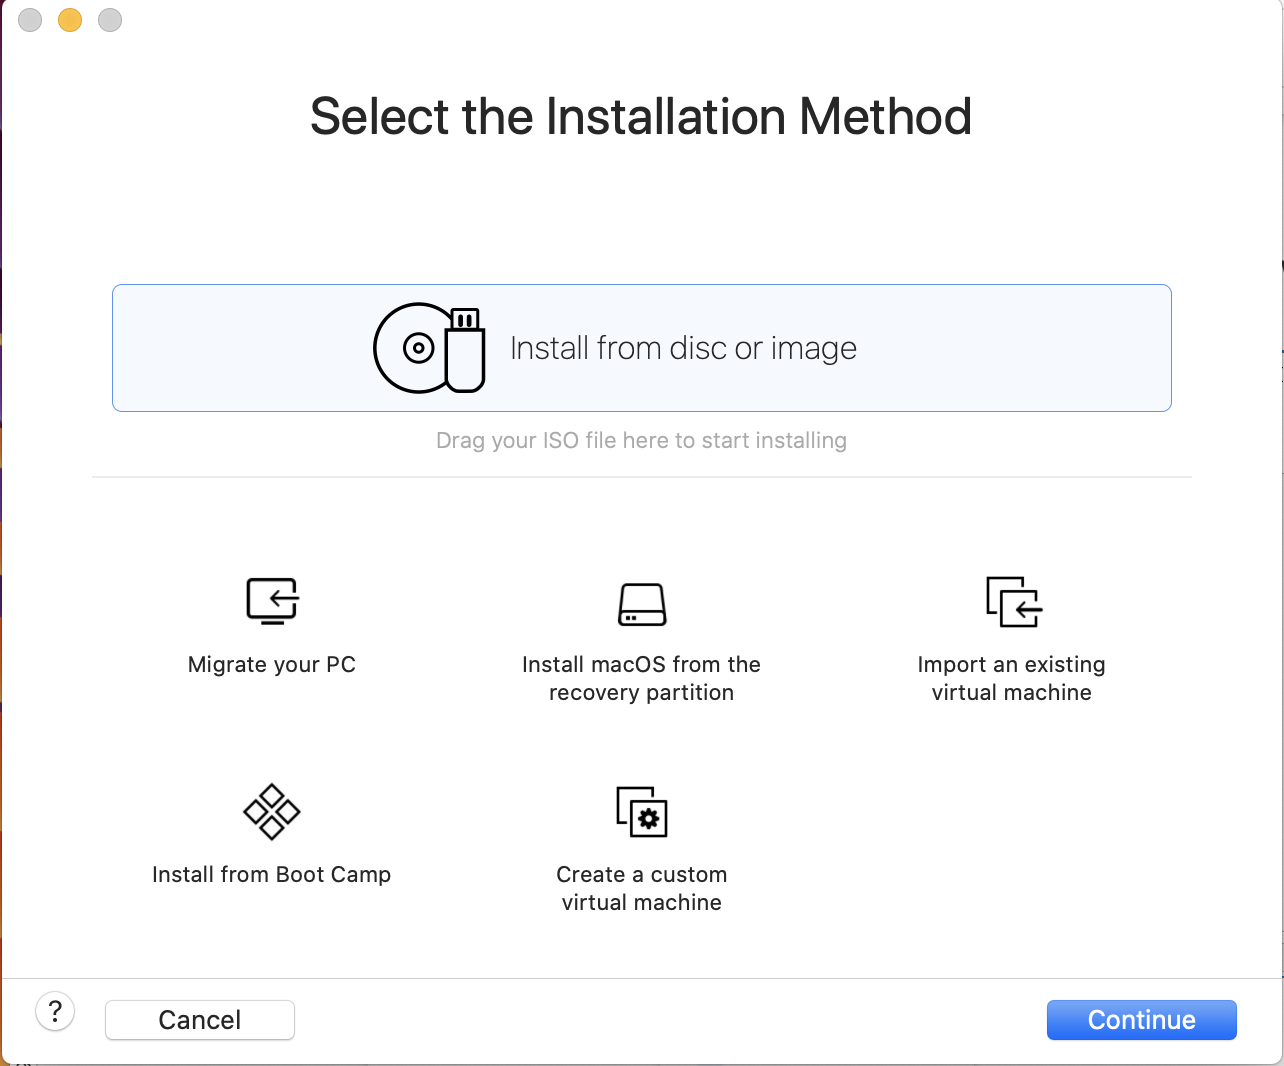 Select the Installation Method
Install from disc or image
Drag your ISO file here to start installing
Migrate your PC
Install macOS from the
recovery partition
Import an existing
virtual machine
Install from Boot Camp
Create a custom
virtual machine
?
Cancel
Continue